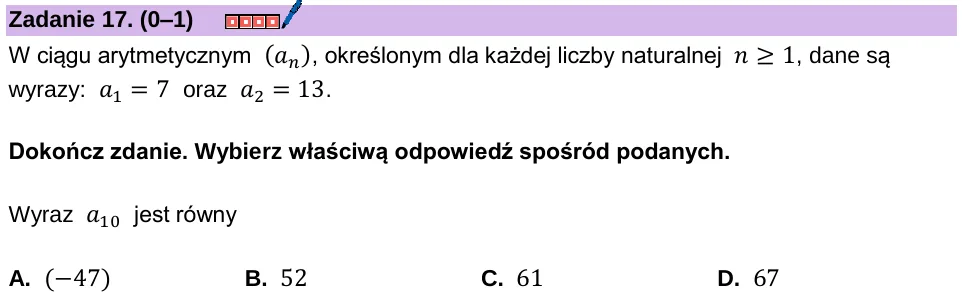 Zadanie 17. (0–1)
W ciągu arytmetycznym (aₙ), określonym dla każdej liczby naturalnej n ≥ 1, dane są
wyrazy: a₁ = 7 oraz a₂ = 13.
Dokończ zdanie. Wybierz właściwą odpowiedź spośród podanych.
Wyraz a₁₀ jest równy
A. (−47) B. 52 C. 61 D. 67